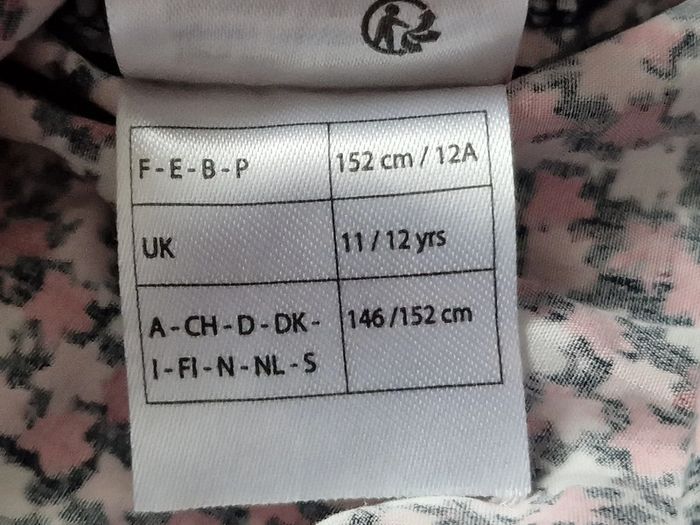 F - E - B - P 152 cm / 12A
UK 11 / 12 yrs
A - CH - D - DK - 146 /152 cm
I - FI - N - NL - S